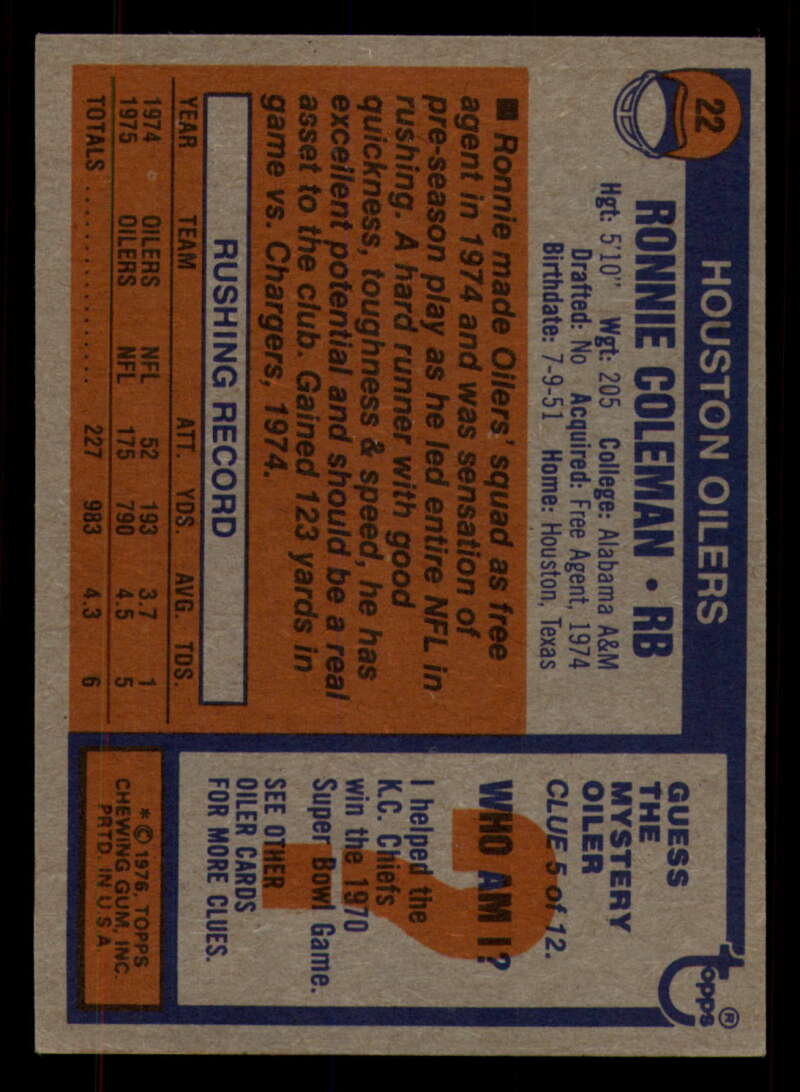 22
HOUSTON OILERS
RONNIE COLEMAN • RB
Hgt: 5'10" Wgt: 205 College: Alabama A&M
Drafted: No Acquired: Free Agent, 1974
Birthdate: 7-9-51 Home: Houston, Texas
■ Ronnie made Oilers' squad as free
agent in 1974 and was sensation of
pre-season play as he led entire NFL in
rushing. A hard runner with good
quickness, toughness & speed, he has
excellent potential and should be a real
asset to the club. Gained 123 yards in
game vs. Chargers, 1974.
RUSHING RECORD
YEAR TEAM ATT. YDS. AVG. TDS.
1974 OILERS NFL 52 193 3.7 1
1975 OILERS NFL 175 790 4.5 5
TOTALS .................... 227 983 4.3 6
topps®
GUESS
THE
MYSTERY
OILER
CLUE 5 of 12.
WHO AM I?
I helped the
K.C. Chiefs
win the 1970
Super Bowl Game.
SEE OTHER
OILER CARDS
FOR MORE CLUES.
* © 1976, TOPPS
CHEWING GUM, INC.
PRTD. IN U S A